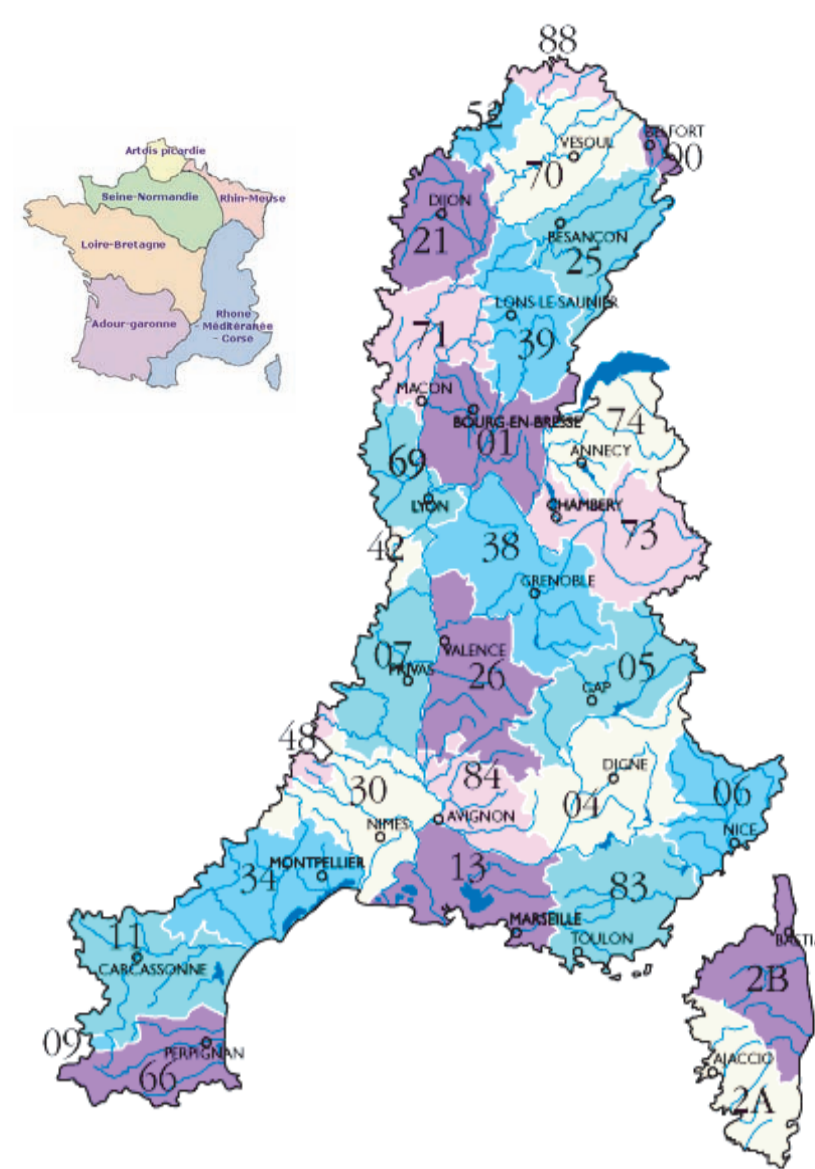 88
52
BELFORT
90
VESOUL
70
Artois picardie
Seine-Normandie
Rhin-Meuse
Loire-Bretagne
Adour-garonne
Rhone
- Méditéranée
- Corse
DIJON
21
BESANÇON
25
LONS-LE-SAUNIER
39
71
MACON
BOURG-EN-BRESSE
01
74
ANNECY
69
LYON
CHAMBERY
73
42
38
GRENOBLE
07
PRIVAS
VALENCE
26
05
GAP
48
30
NIMES
84
AVIGNON
DIGNE
04
06
NICE
34
MONTPELLIER
13
MARSEILLE
83
TOULON
11
CARCASSONNE
09
PERPIGNAN
66
BASTI
2B
AJACCIO
2A